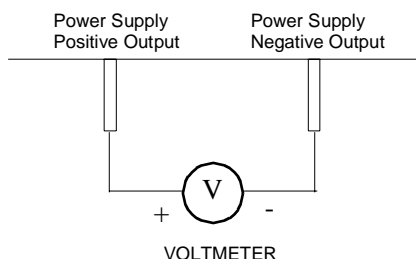 Power Supply
Positive Output
Power Supply
Negative Output
V
+
-
VOLTMETER